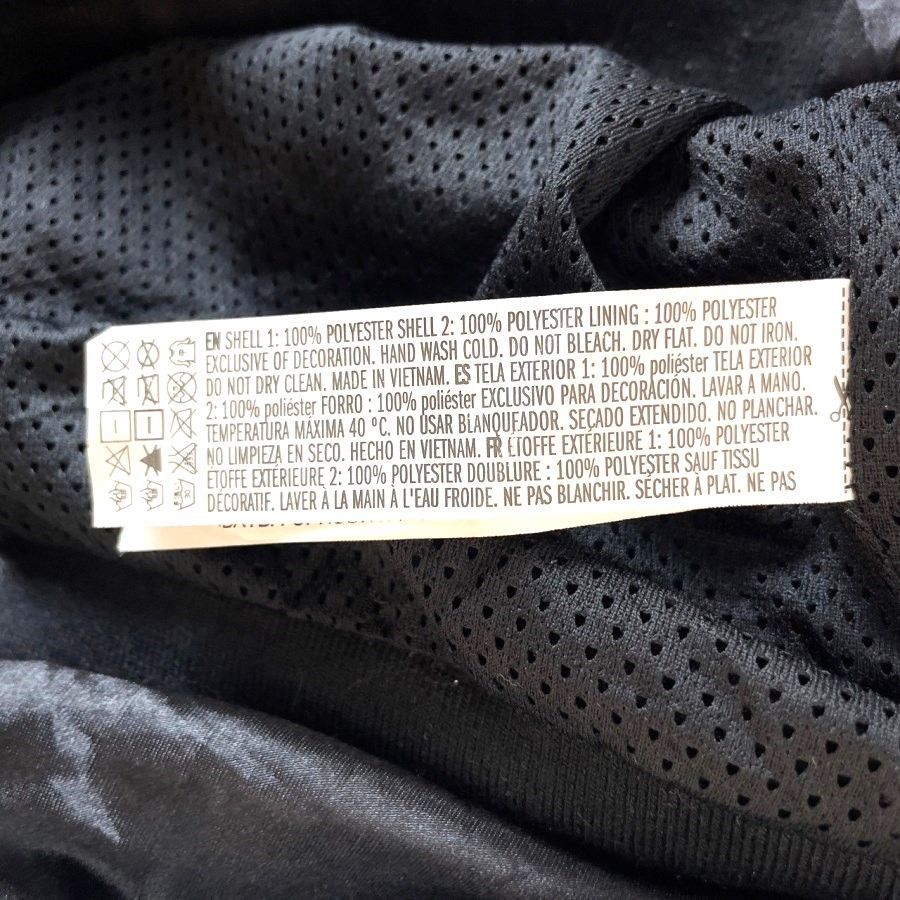 EN SHELL 1: 100% POLYESTER SHELL 2: 100% POLYESTER LINING : 100% POLYESTER
EXCLUSIVE OF DECORATION. HAND WASH COLD. DO NOT BLEACH. DRY FLAT. DO NOT IRON.
DO NOT DRY CLEAN. MADE IN VIETNAM. ES TELA EXTERIOR 1: 100% poliéster TELA EXTERIOR
2: 100% poliéster FORRO : 100% poliéster EXCLUSIVO PARA DECORACIÓN. LAVAR A MANO.
TEMPERATURA MÁXIMA 40 ºC. NO USAR BLANQUEADOR. SECADO EXTENDIDO. NO PLANCHAR.
NO LIMPIEZA EN SECO. HECHO EN VIETNAM. FR ÉTOFFE EXTERIEURE 1: 100% POLYESTER
ÉTOFFE EXTÉRIEURE 2: 100% POLYESTER DOUBLURE : 100% POLYESTER SAUF TISSU
DÉCORATIF. LAVER À LA MAIN À L'EAU FROIDE. NE PAS BLANCHIR. SÉCHER À PLAT. NE PAS